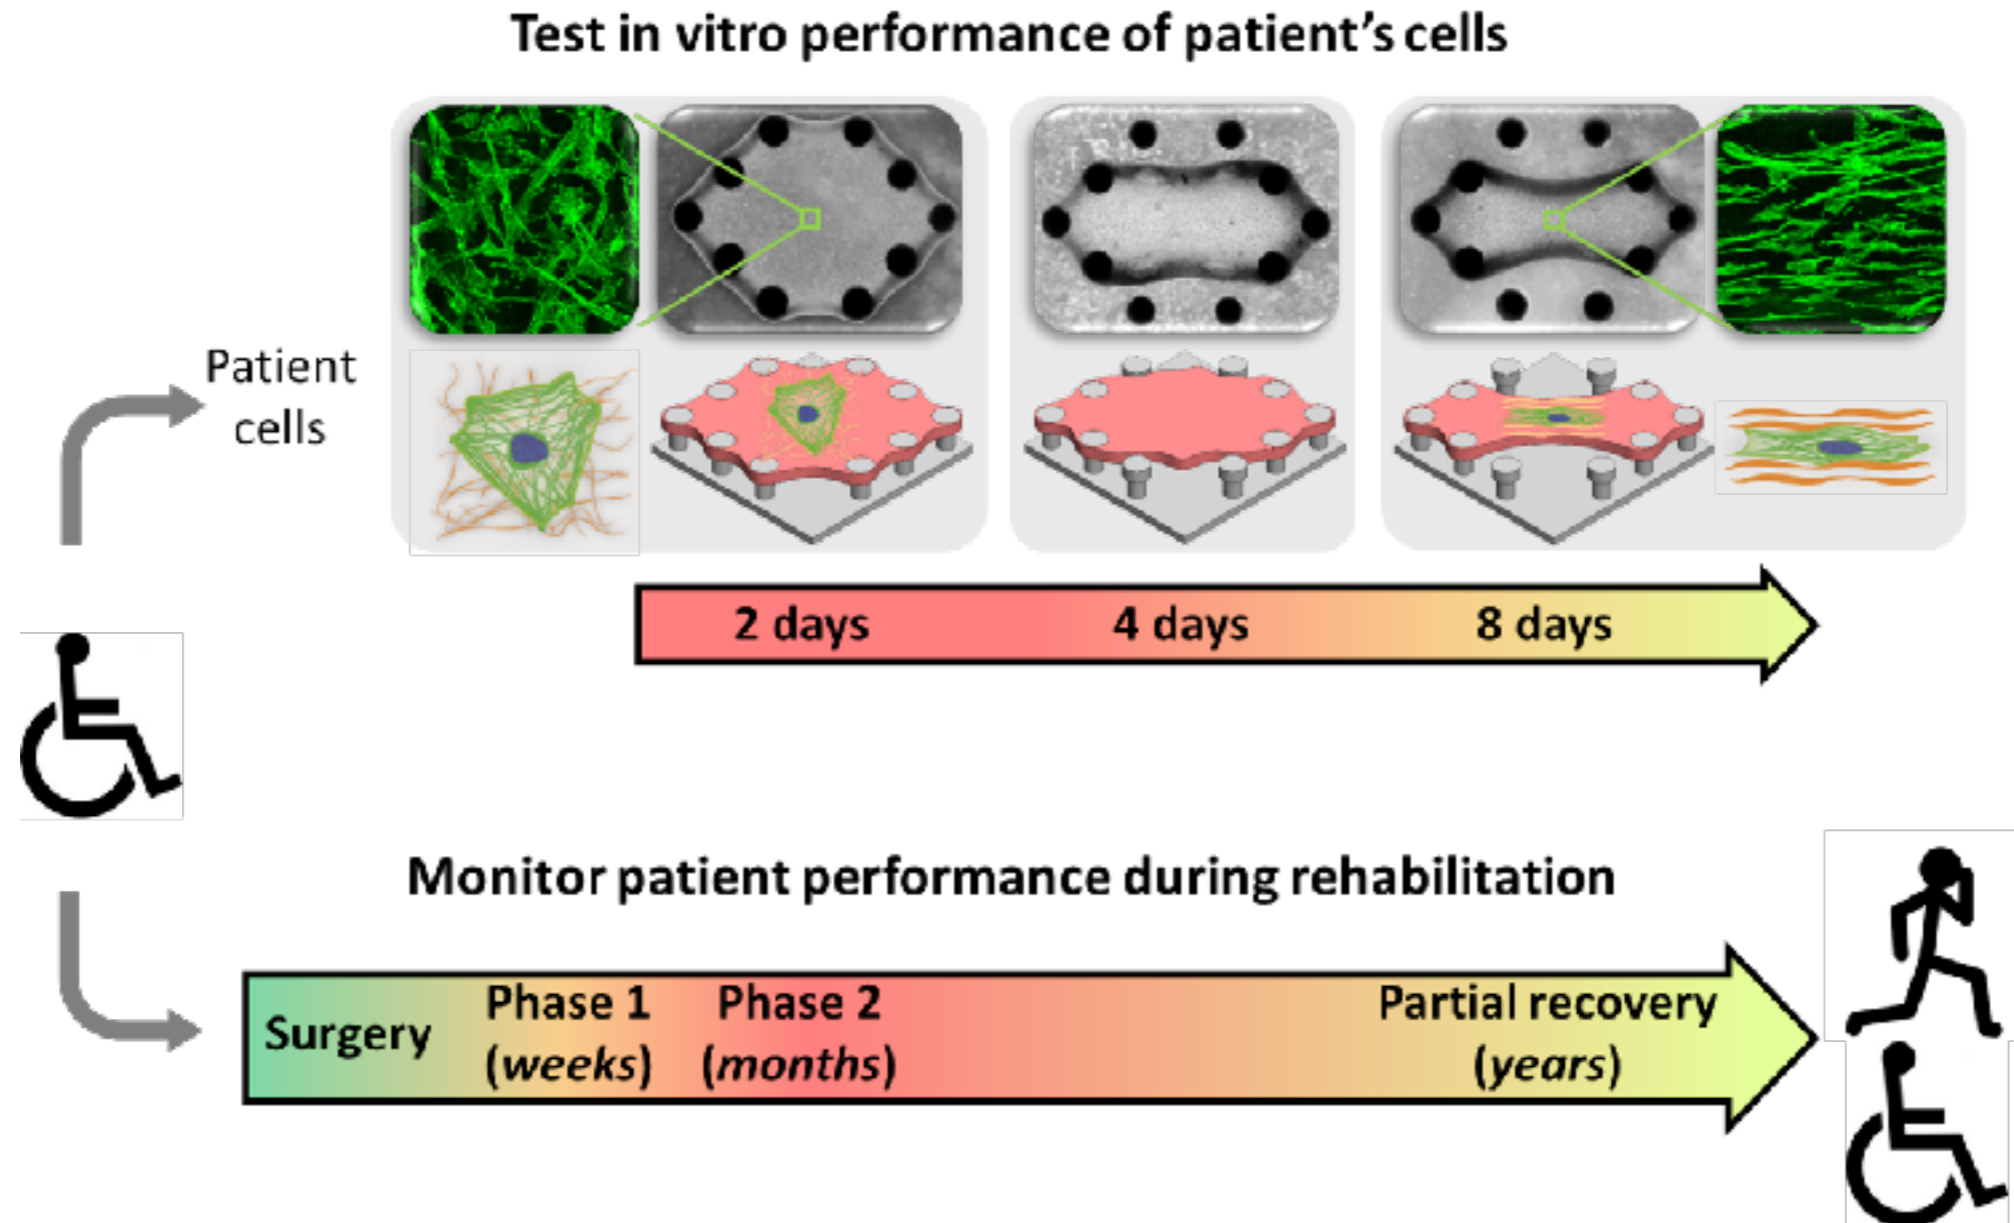 Test in vitro performance of patient's cells
Patient
cells
2 days
4 days
8 days
Monitor patient performance during rehabilitation
Surgery
Phase 1
(weeks)
Phase 2
(months)
Partial recovery
(years)